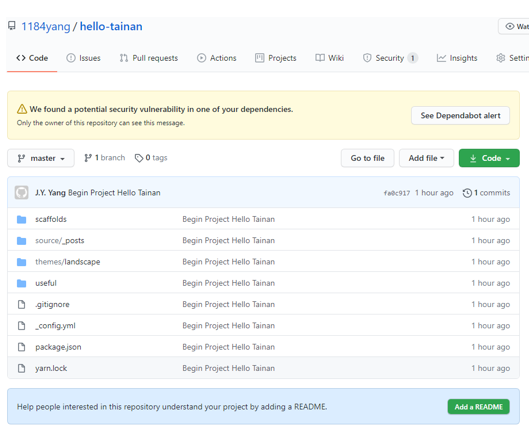 1184yang / hello-tainan
Code Issues Pull requests Actions Projects Wiki Security 1 Insights
We found a potential security vulnerability in one of your dependencies.
Only the owner of this repository can see this message.
See Dependabot alert
master 1 branch 0 tags Go to file Add file Code
J.Y. Yang Begin Project Hello Tainan fa0c917 1 hour ago 1 commits
scaffolds Begin Project Hello Tainan 1 hour ago
source/_posts Begin Project Hello Tainan 1 hour ago
themes/landscape Begin Project Hello Tainan 1 hour ago
useful Begin Project Hello Tainan 1 hour ago
.gitignore Begin Project Hello Tainan 1 hour ago
_config.yml Begin Project Hello Tainan 1 hour ago
package.json Begin Project Hello Tainan 1 hour ago
yarn.lock Begin Project Hello Tainan 1 hour ago
Help people interested in this repository understand your project by adding a README. Add a README